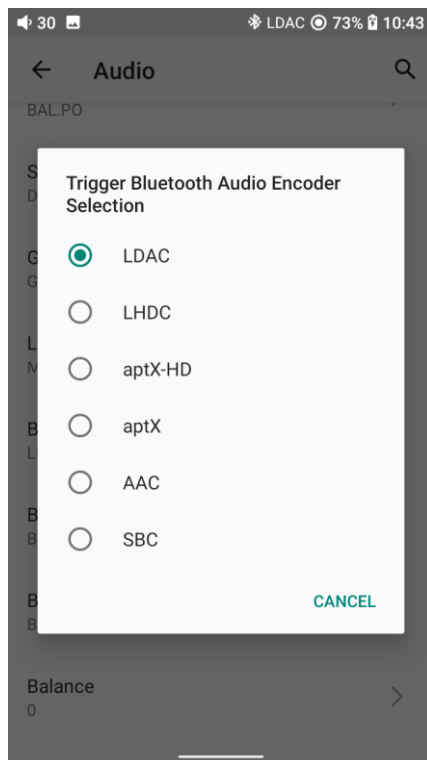 30 LDAC 73% 10:43
Audio
BAL.PO
S
D
Trigger Bluetooth Audio Encoder
Selection
LDAC
G
G
LHDC
L
M
aptX-HD
B
L
aptX
AAC
B
B
SBC
B
B
CANCEL
Balance
0